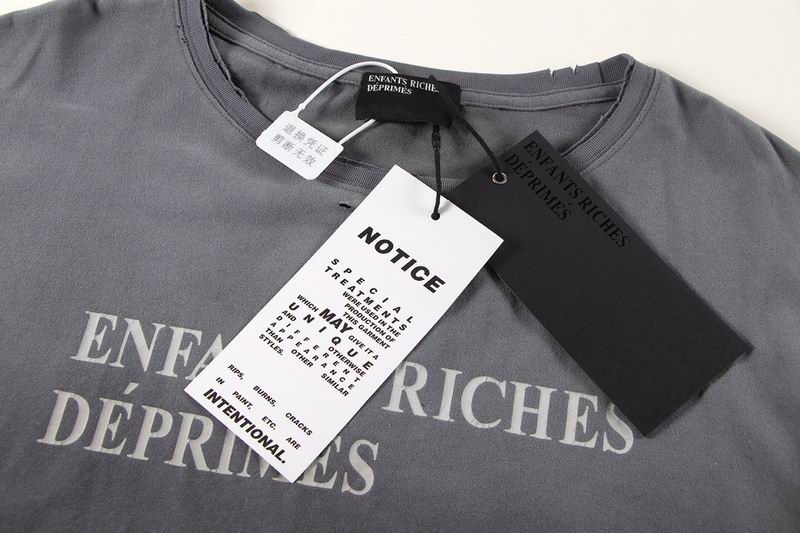 ENFANTS RICHES
DÉPRIMÉS
退换凭证
剪断无效
ENFANTS RICHES
DÉPRIMÉS
NOTICE
SPECIAL
TREATMENTS
WERE USED IN THE
PRODUCTION OF
THIS GARMENT
WHICH MAY GIVE IT A
UNIQUE
AND OTHERWISE
DIFFERENT
APPEARANCE
THAN OTHER SIMILAR
STYLES.
RIPS, BURNS, CRACKS
IN PAINT, ETC. ARE
INTENTIONAL.
ENFA RICHES
DÉPRIMÉS